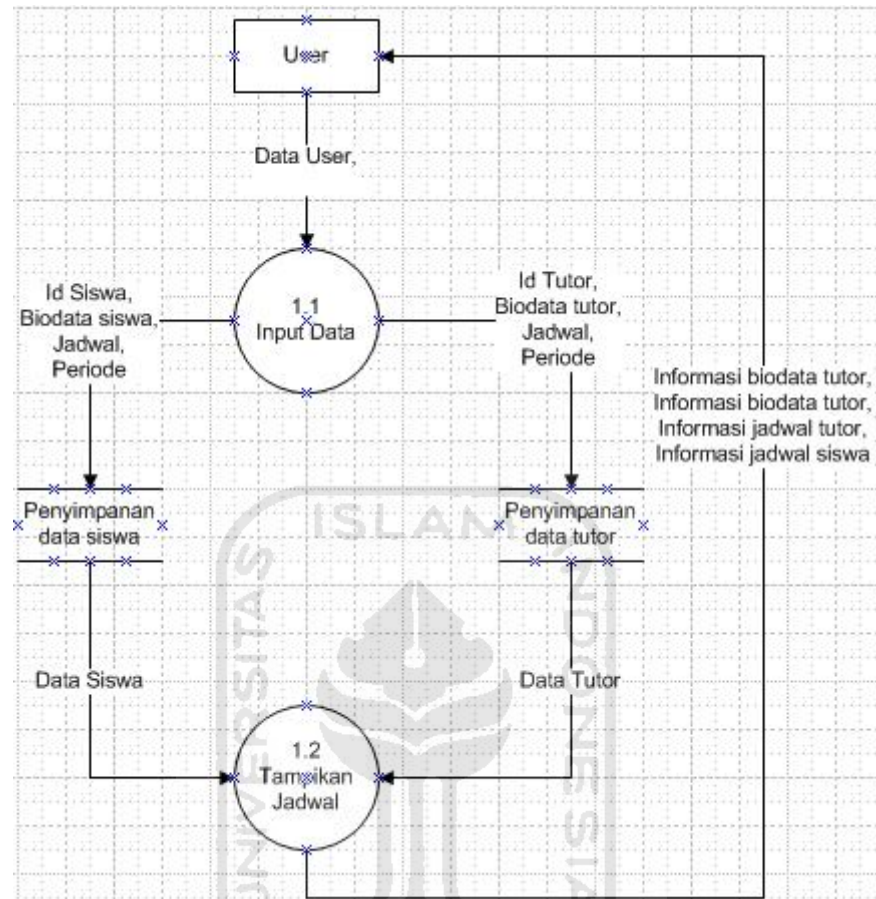 User
Data User,
1.1
Input Data
Id Siswa,
Biodata siswa,
Jadwal,
Periode
Id Tutor,
Biodata tutor,
Jadwal,
Periode
Informasi biodata tutor,
Informasi biodata tutor,
Informasi jadwal tutor,
Informasi jadwal siswa
Penyimpanan
data siswa
Penyimpanan
data tutor
Data Siswa
Data Tutor
1.2
Tampikan
Jadwal
UNIVERSITAS
ISLAM
INDONESIA